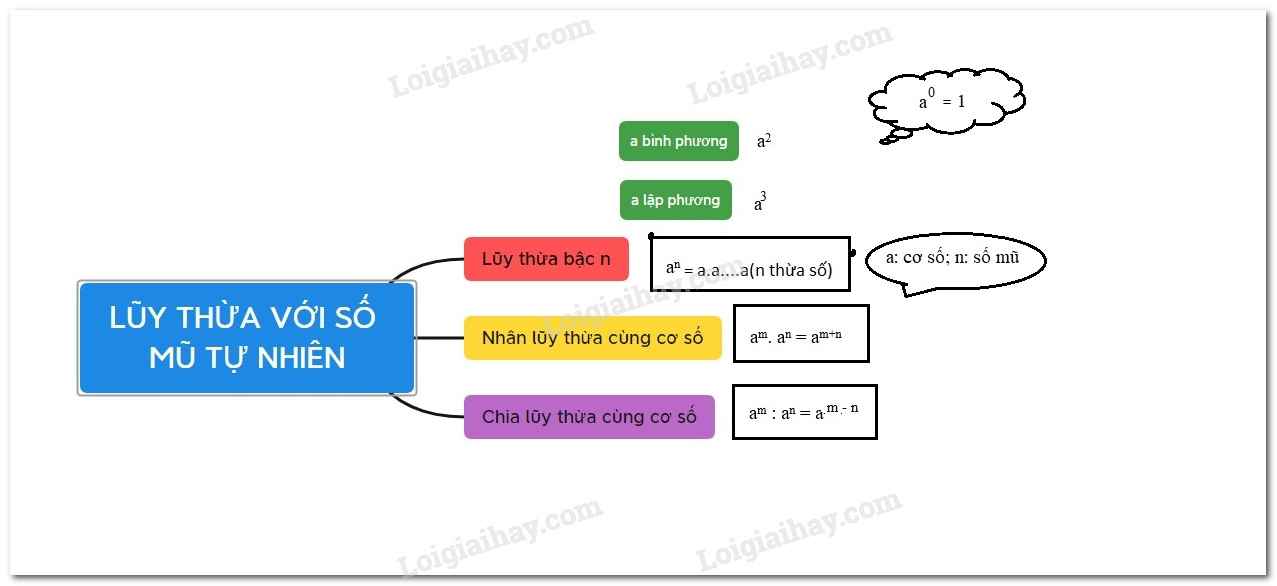 Loigiaihay.com
Loigiaihay.com
a⁰ = 1
a bình phương
a²
a lập phương
a³
Lũy thừa bậc n
aⁿ = a.a....a(n thừa số)
a: cơ số; n: số mũ
Loigiaihay.com
LŨY THỪA VỚI SỐ
MŨ TỰ NHIÊN
Nhân lũy thừa cùng cơ số
aᵐ. aⁿ = aᵐ⁺ⁿ
Chia lũy thừa cùng cơ số
aᵐ : aⁿ = aᵐ ⁻ ⁿ
Loigiaihay.com
Loigiaihay.com